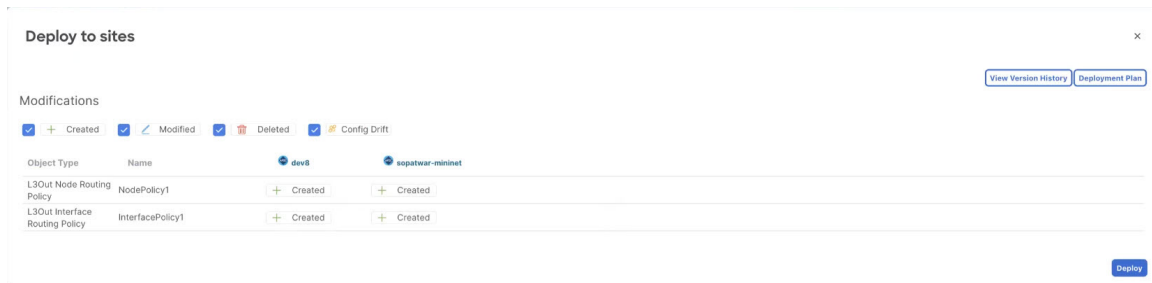 Deploy to sites
View Version History Deployment Plan
Modifications
Created Modified Deleted Config Drift
Object Type Name dev8 sopatwar-mininet
L3Out Node Routing
Policy
NodePolicy1 Created Created
L3Out Interface
Routing Policy
InterfacePolicy1 Created Created
Deploy